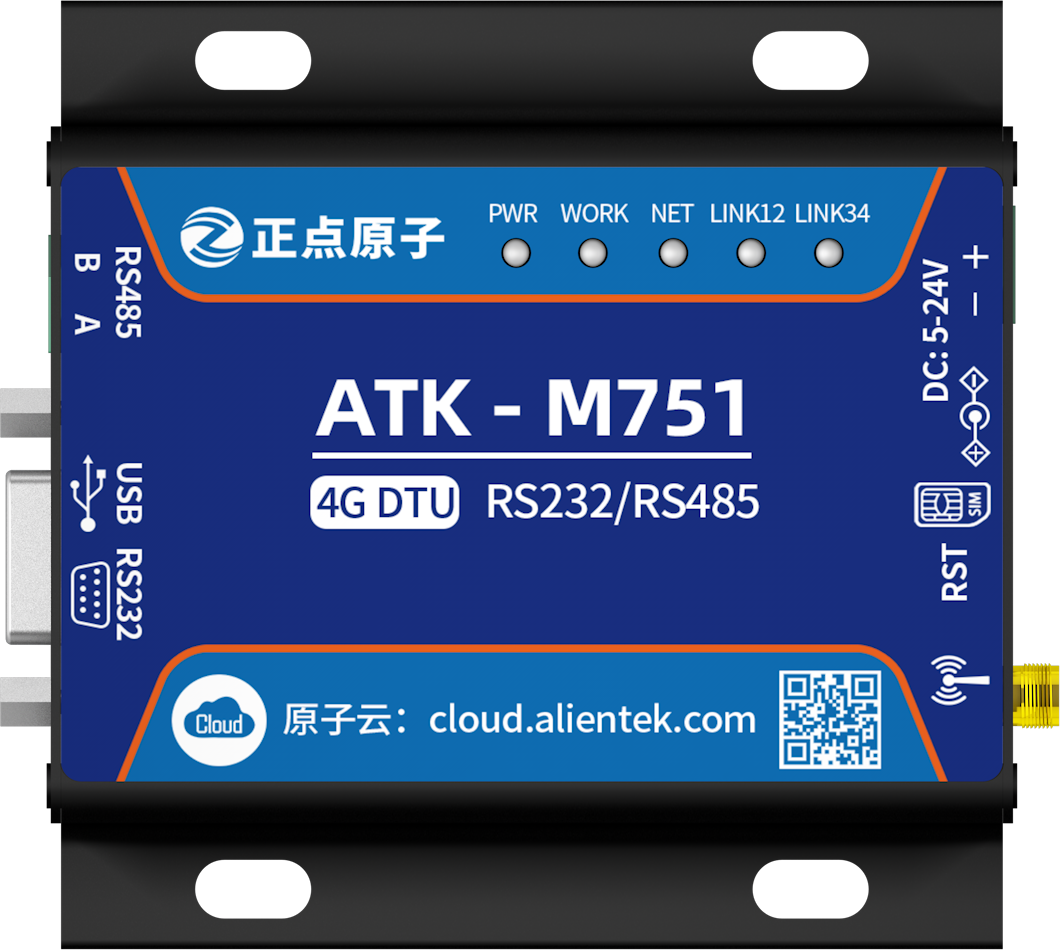 正点原子
PWR WORK NET LINK12 LINK34
RS485
B A
DC: 5-24V
+ −
ATK - M751
4G DTU RS232/RS485
USB
RS232
SIM
RST
Cloud 原子云：cloud.alientek.com